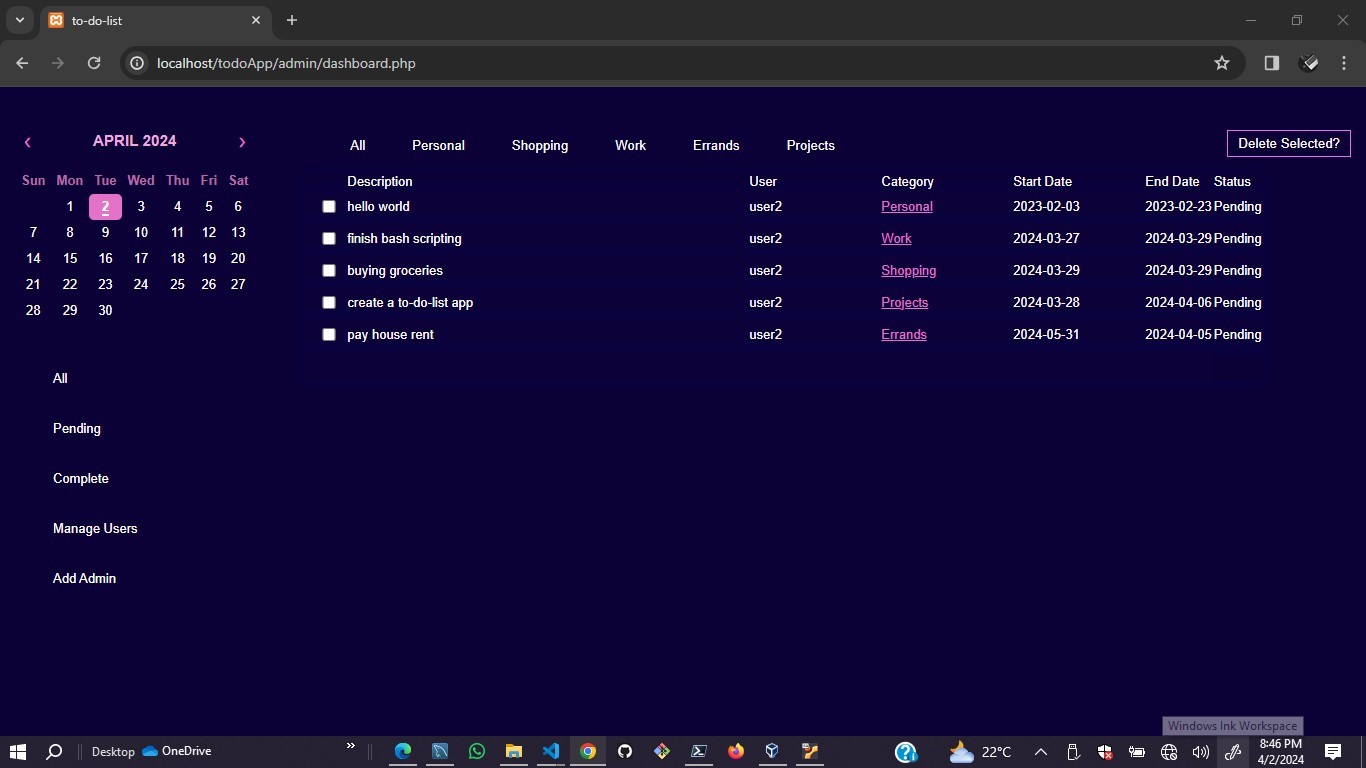 to-do-list
localhost/todoApp/admin/dashboard.php
APRIL 2024
Sun Mon Tue Wed Thu Fri Sat
1 2 3 4 5 6
7 8 9 10 11 12 13
14 15 16 17 18 19 20
21 22 23 24 25 26 27
28 29 30
All
Pending
Complete
Manage Users
Add Admin
All Personal Shopping Work Errands Projects
Delete Selected?
Description User Category Start Date End Date Status
hello world user2 Personal 2023-02-03 2023-02-23 Pending
finish bash scripting user2 Work 2024-03-27 2024-03-29 Pending
buying groceries user2 Shopping 2024-03-29 2024-03-29 Pending
create a to-do-list app user2 Projects 2024-03-28 2024-04-06 Pending
pay house rent user2 Errands 2024-05-31 2024-04-05 Pending
Windows Ink Workspace
Desktop OneDrive
22°C
8:46 PM
4/2/2024